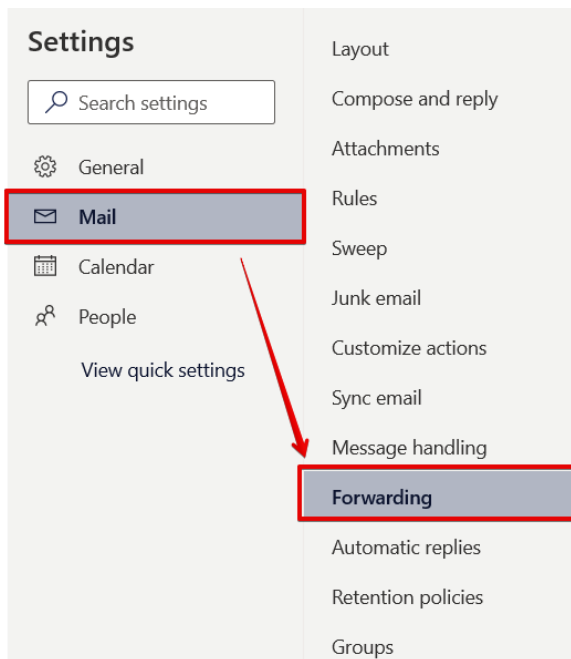 Settings
Search settings
General
Mail
Calendar
People
View quick settings
Layout
Compose and reply
Attachments
Rules
Sweep
Junk email
Customize actions
Sync email
Message handling
Forwarding
Automatic replies
Retention policies
Groups